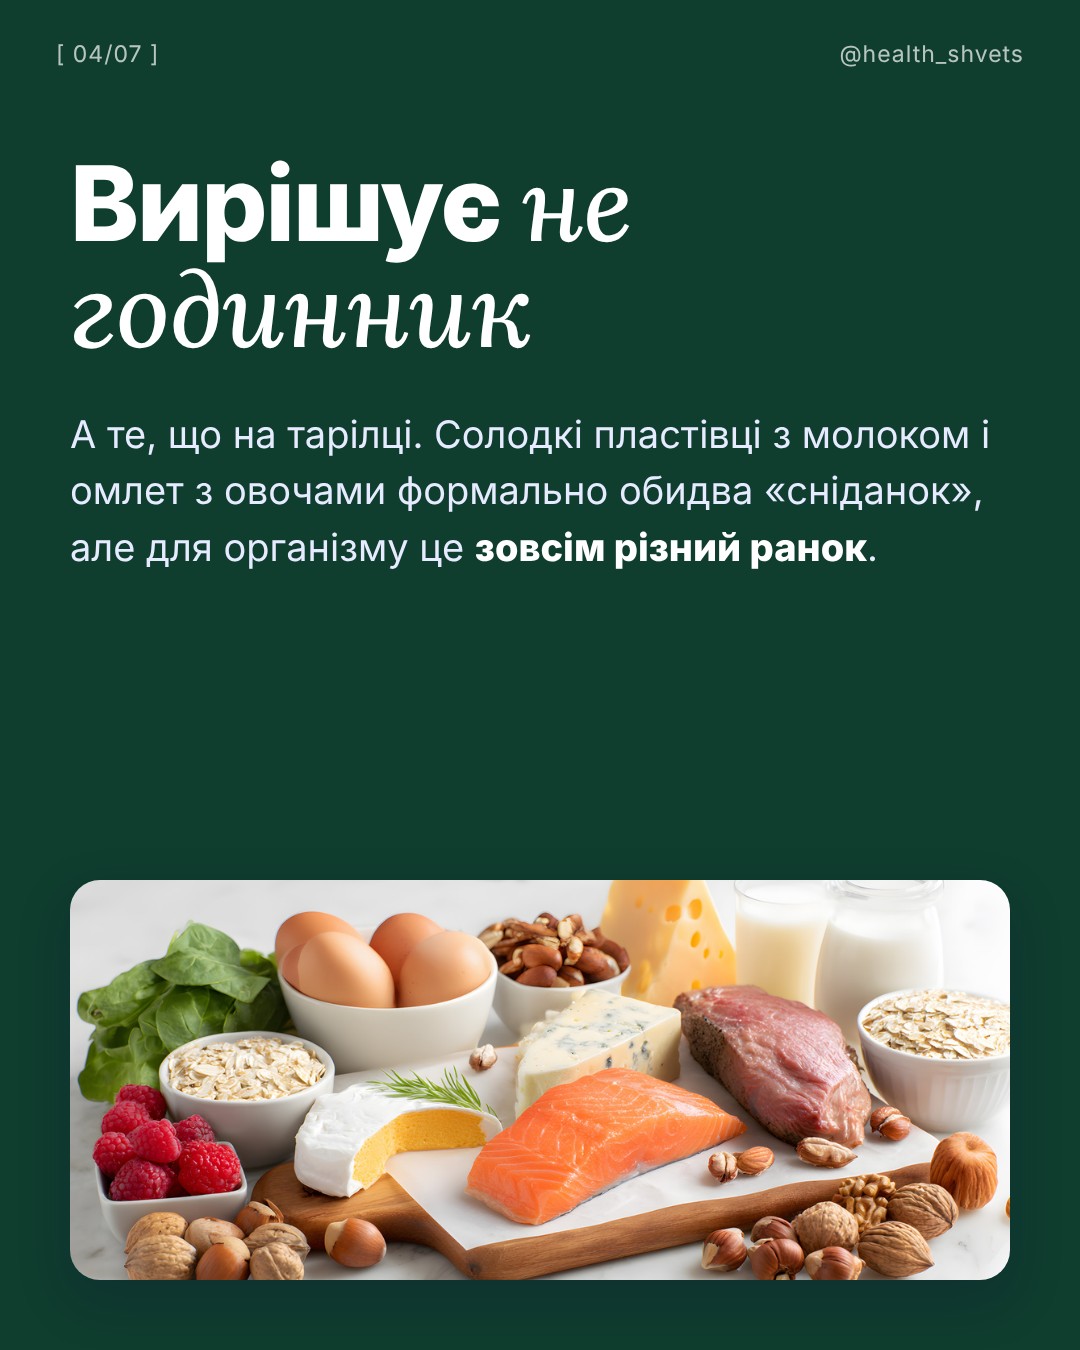 [ 04/07 ]
@health_shvets
Вирішує не
годинник
А те, що на тарілці. Солодкі пластівці з молоком і
омлет з овочами формально обидва «сніданок»,
але для організму це зовсім різний ранок.